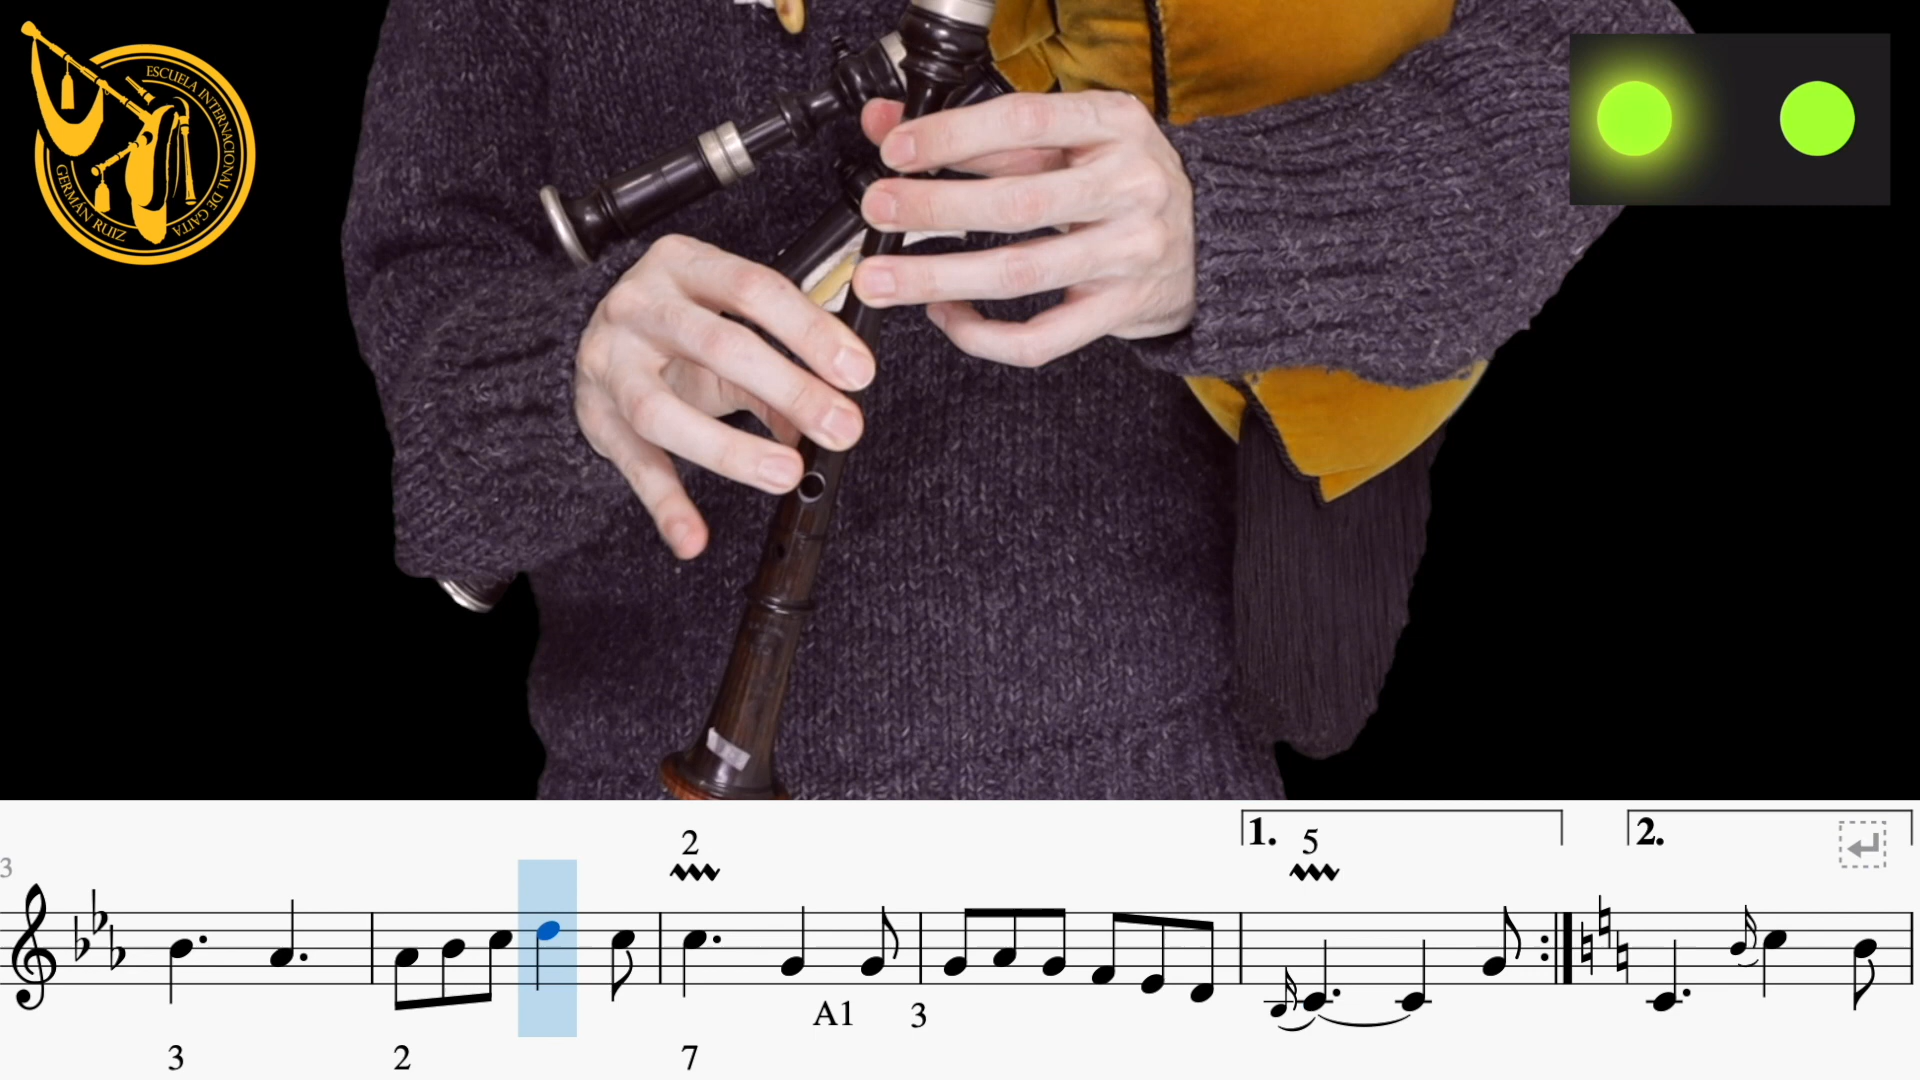 ESCUELA INTERNACIONAL DE GAITA
GERMÁN RUIZ
2
1. 5
2.
3
A1 3
3 2 7